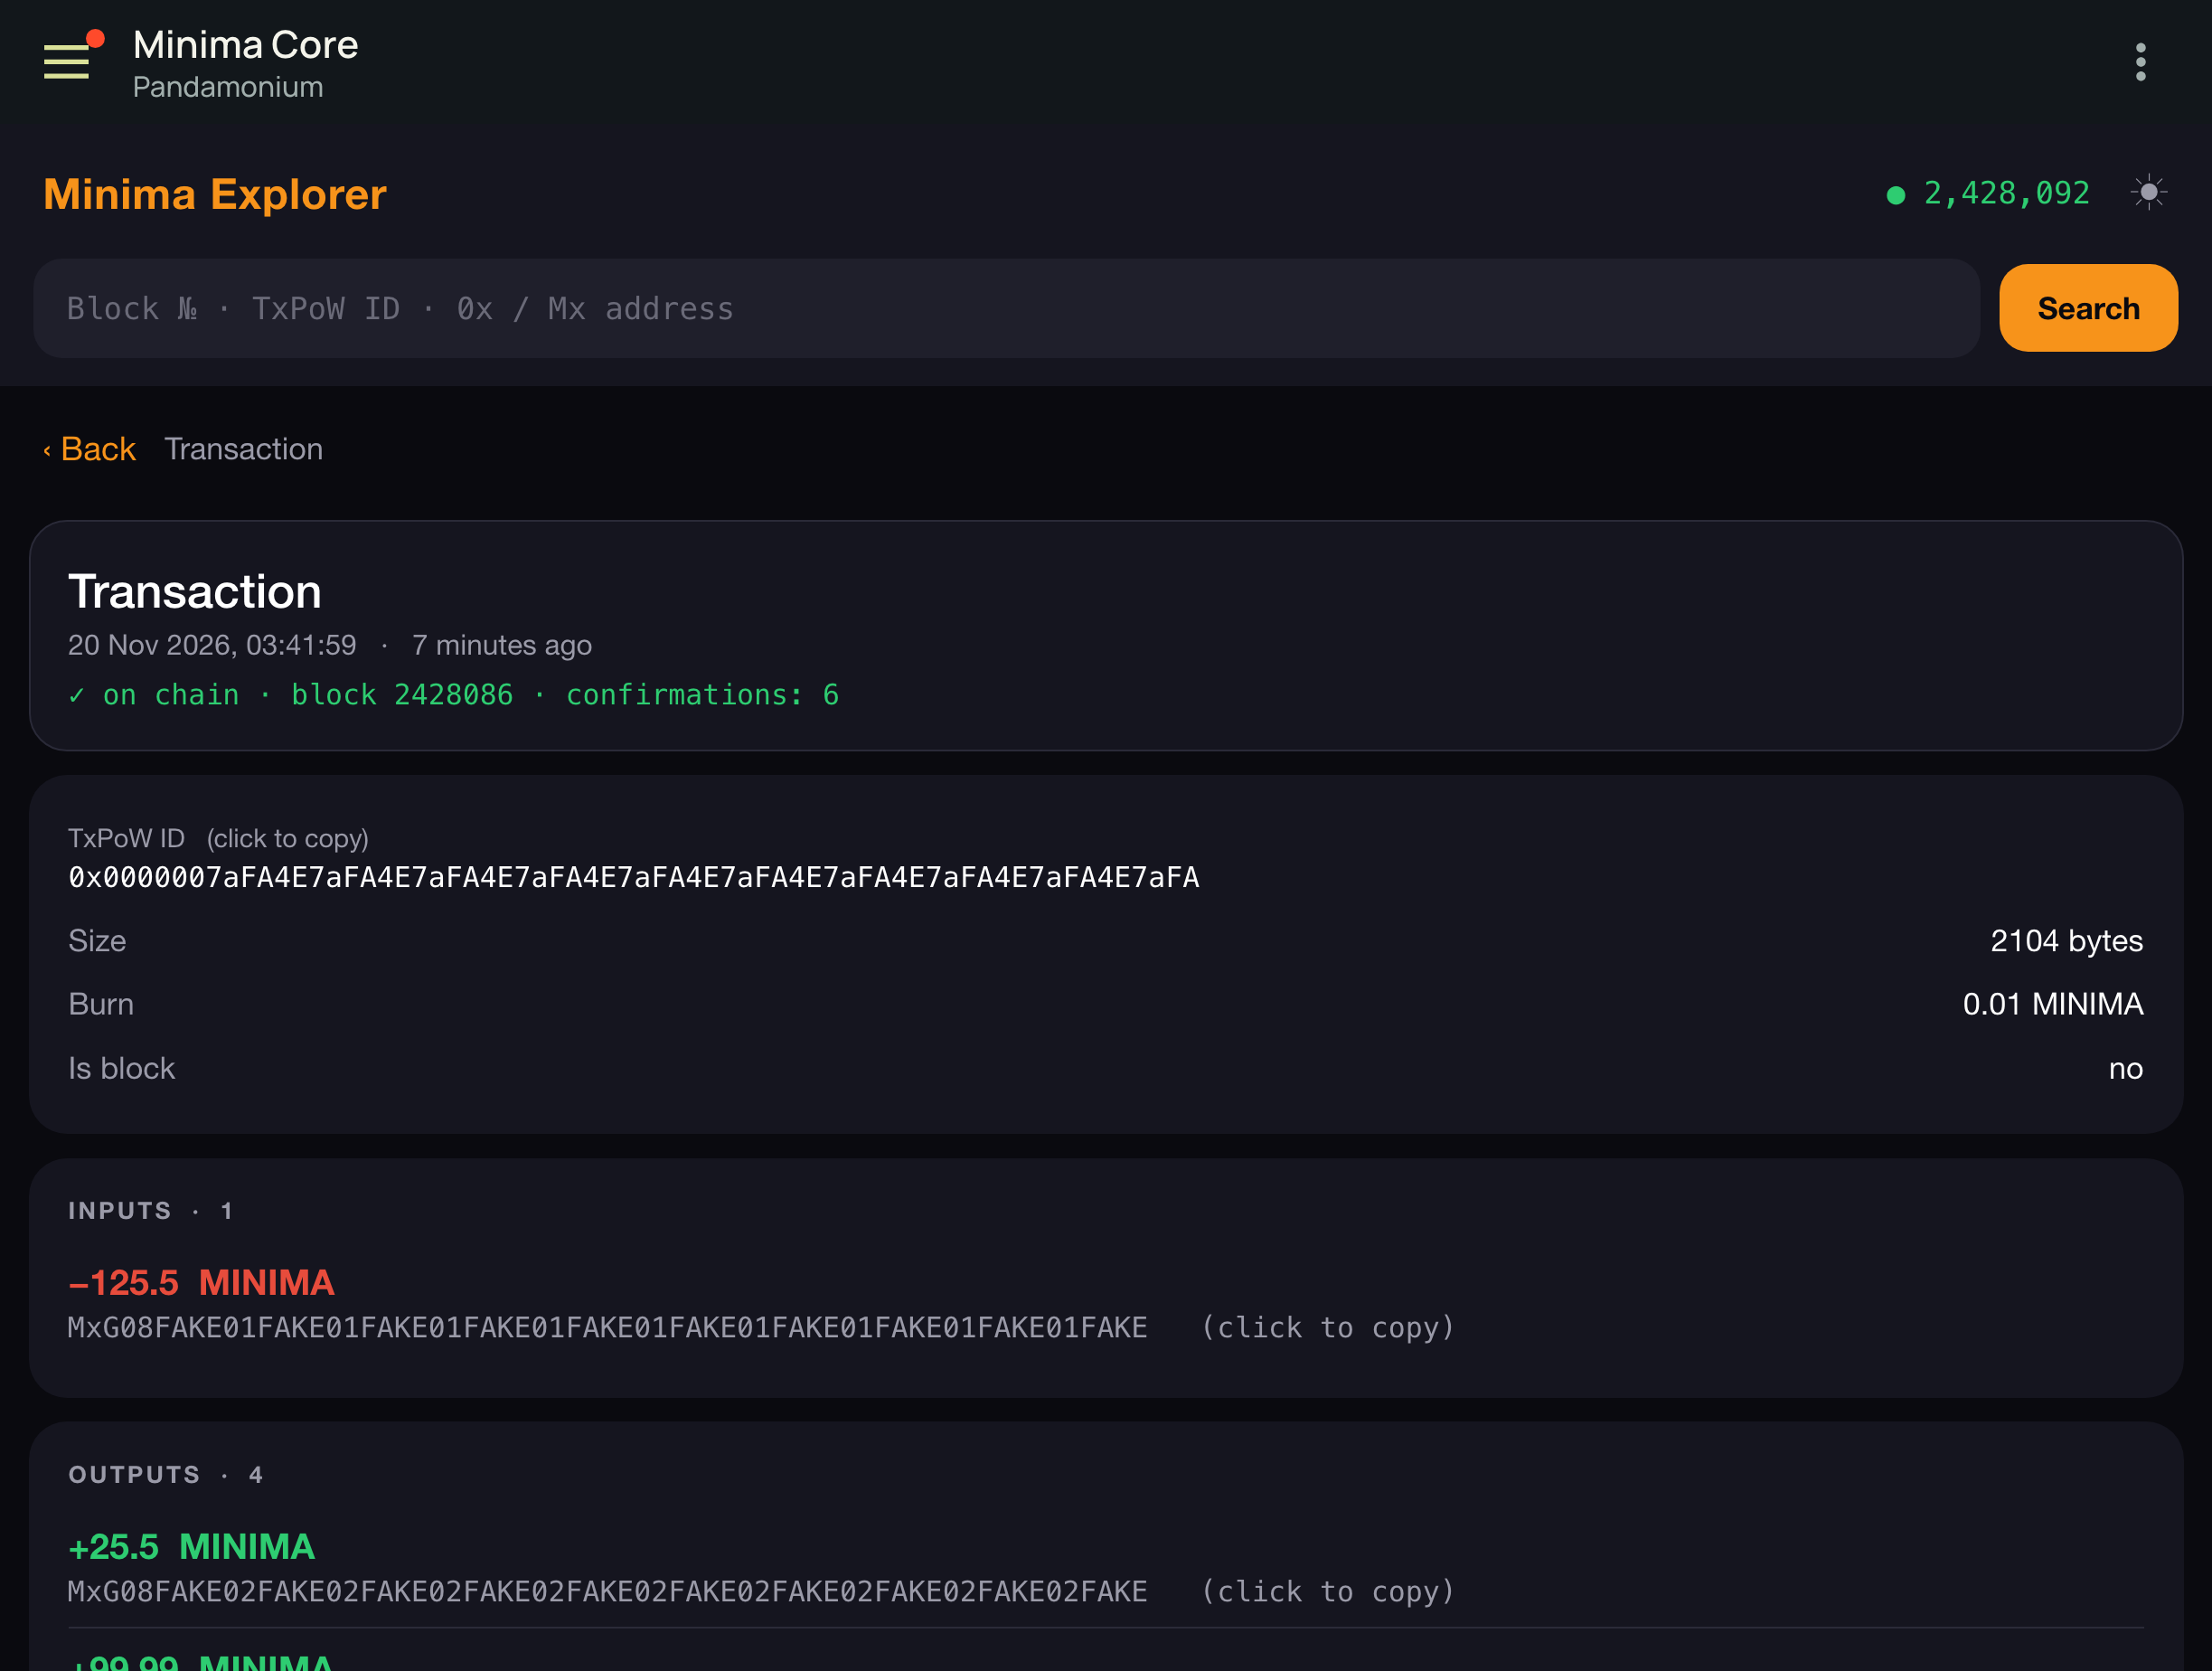 Minima Core
Pandamonium
Minima Explorer
2,428,092
Block № · TxPoW ID · 0x / Mx address
Search
‹ Back Transaction
Transaction
20 Nov 2026, 03:41:59 · 7 minutes ago
✓ on chain · block 2428086 · confirmations: 6
TxPoW ID (click to copy)
0x0000007aFA4E7aFA4E7aFA4E7aFA4E7aFA4E7aFA4E7aFA4E7aFA4E7aFA4E7aFA
Size 2104 bytes
Burn 0.01 MINIMA
Is block no
INPUTS · 1
−125.5 MINIMA
MxG08FAKE01FAKE01FAKE01FAKE01FAKE01FAKE01FAKE01FAKE01FAKE01FAKE (click to copy)
OUTPUTS · 4
+25.5 MINIMA
MxG08FAKE02FAKE02FAKE02FAKE02FAKE02FAKE02FAKE02FAKE02FAKE02FAKE (click to copy)
+99.99 MINIMA